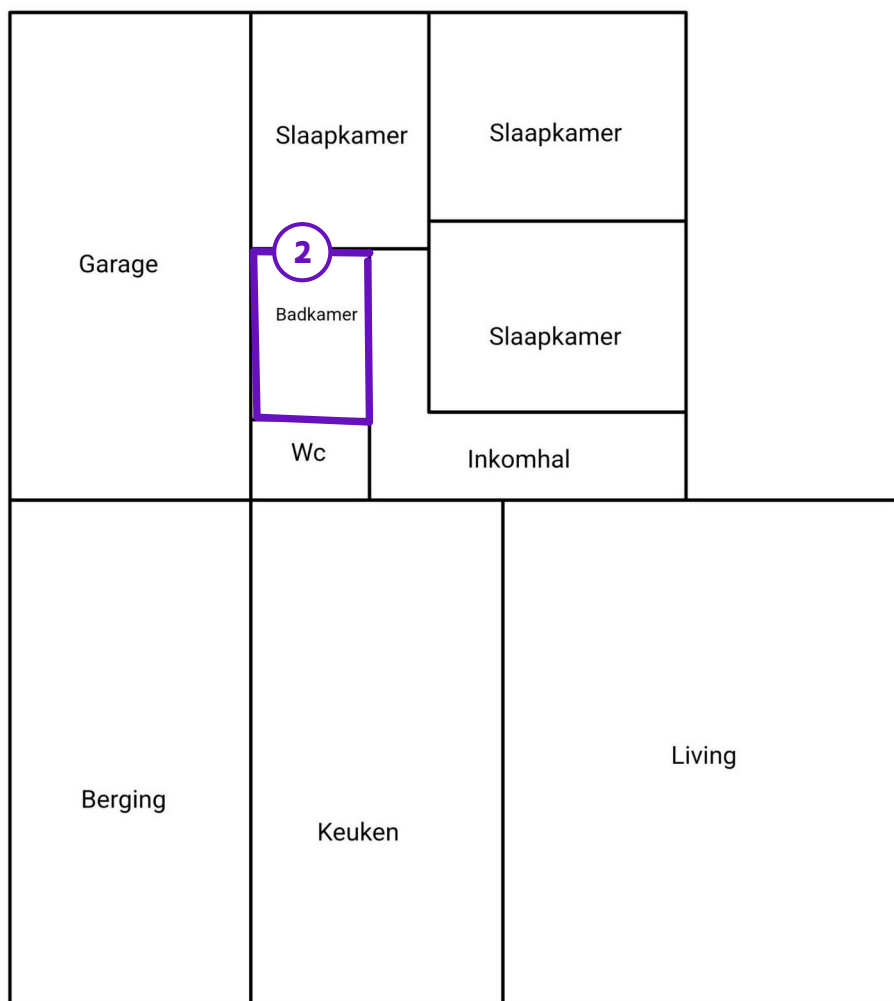 Slaapkamer
Slaapkamer
2
Garage
Badkamer
Slaapkamer
Wc
Inkomhal
Living
Berging
Keuken